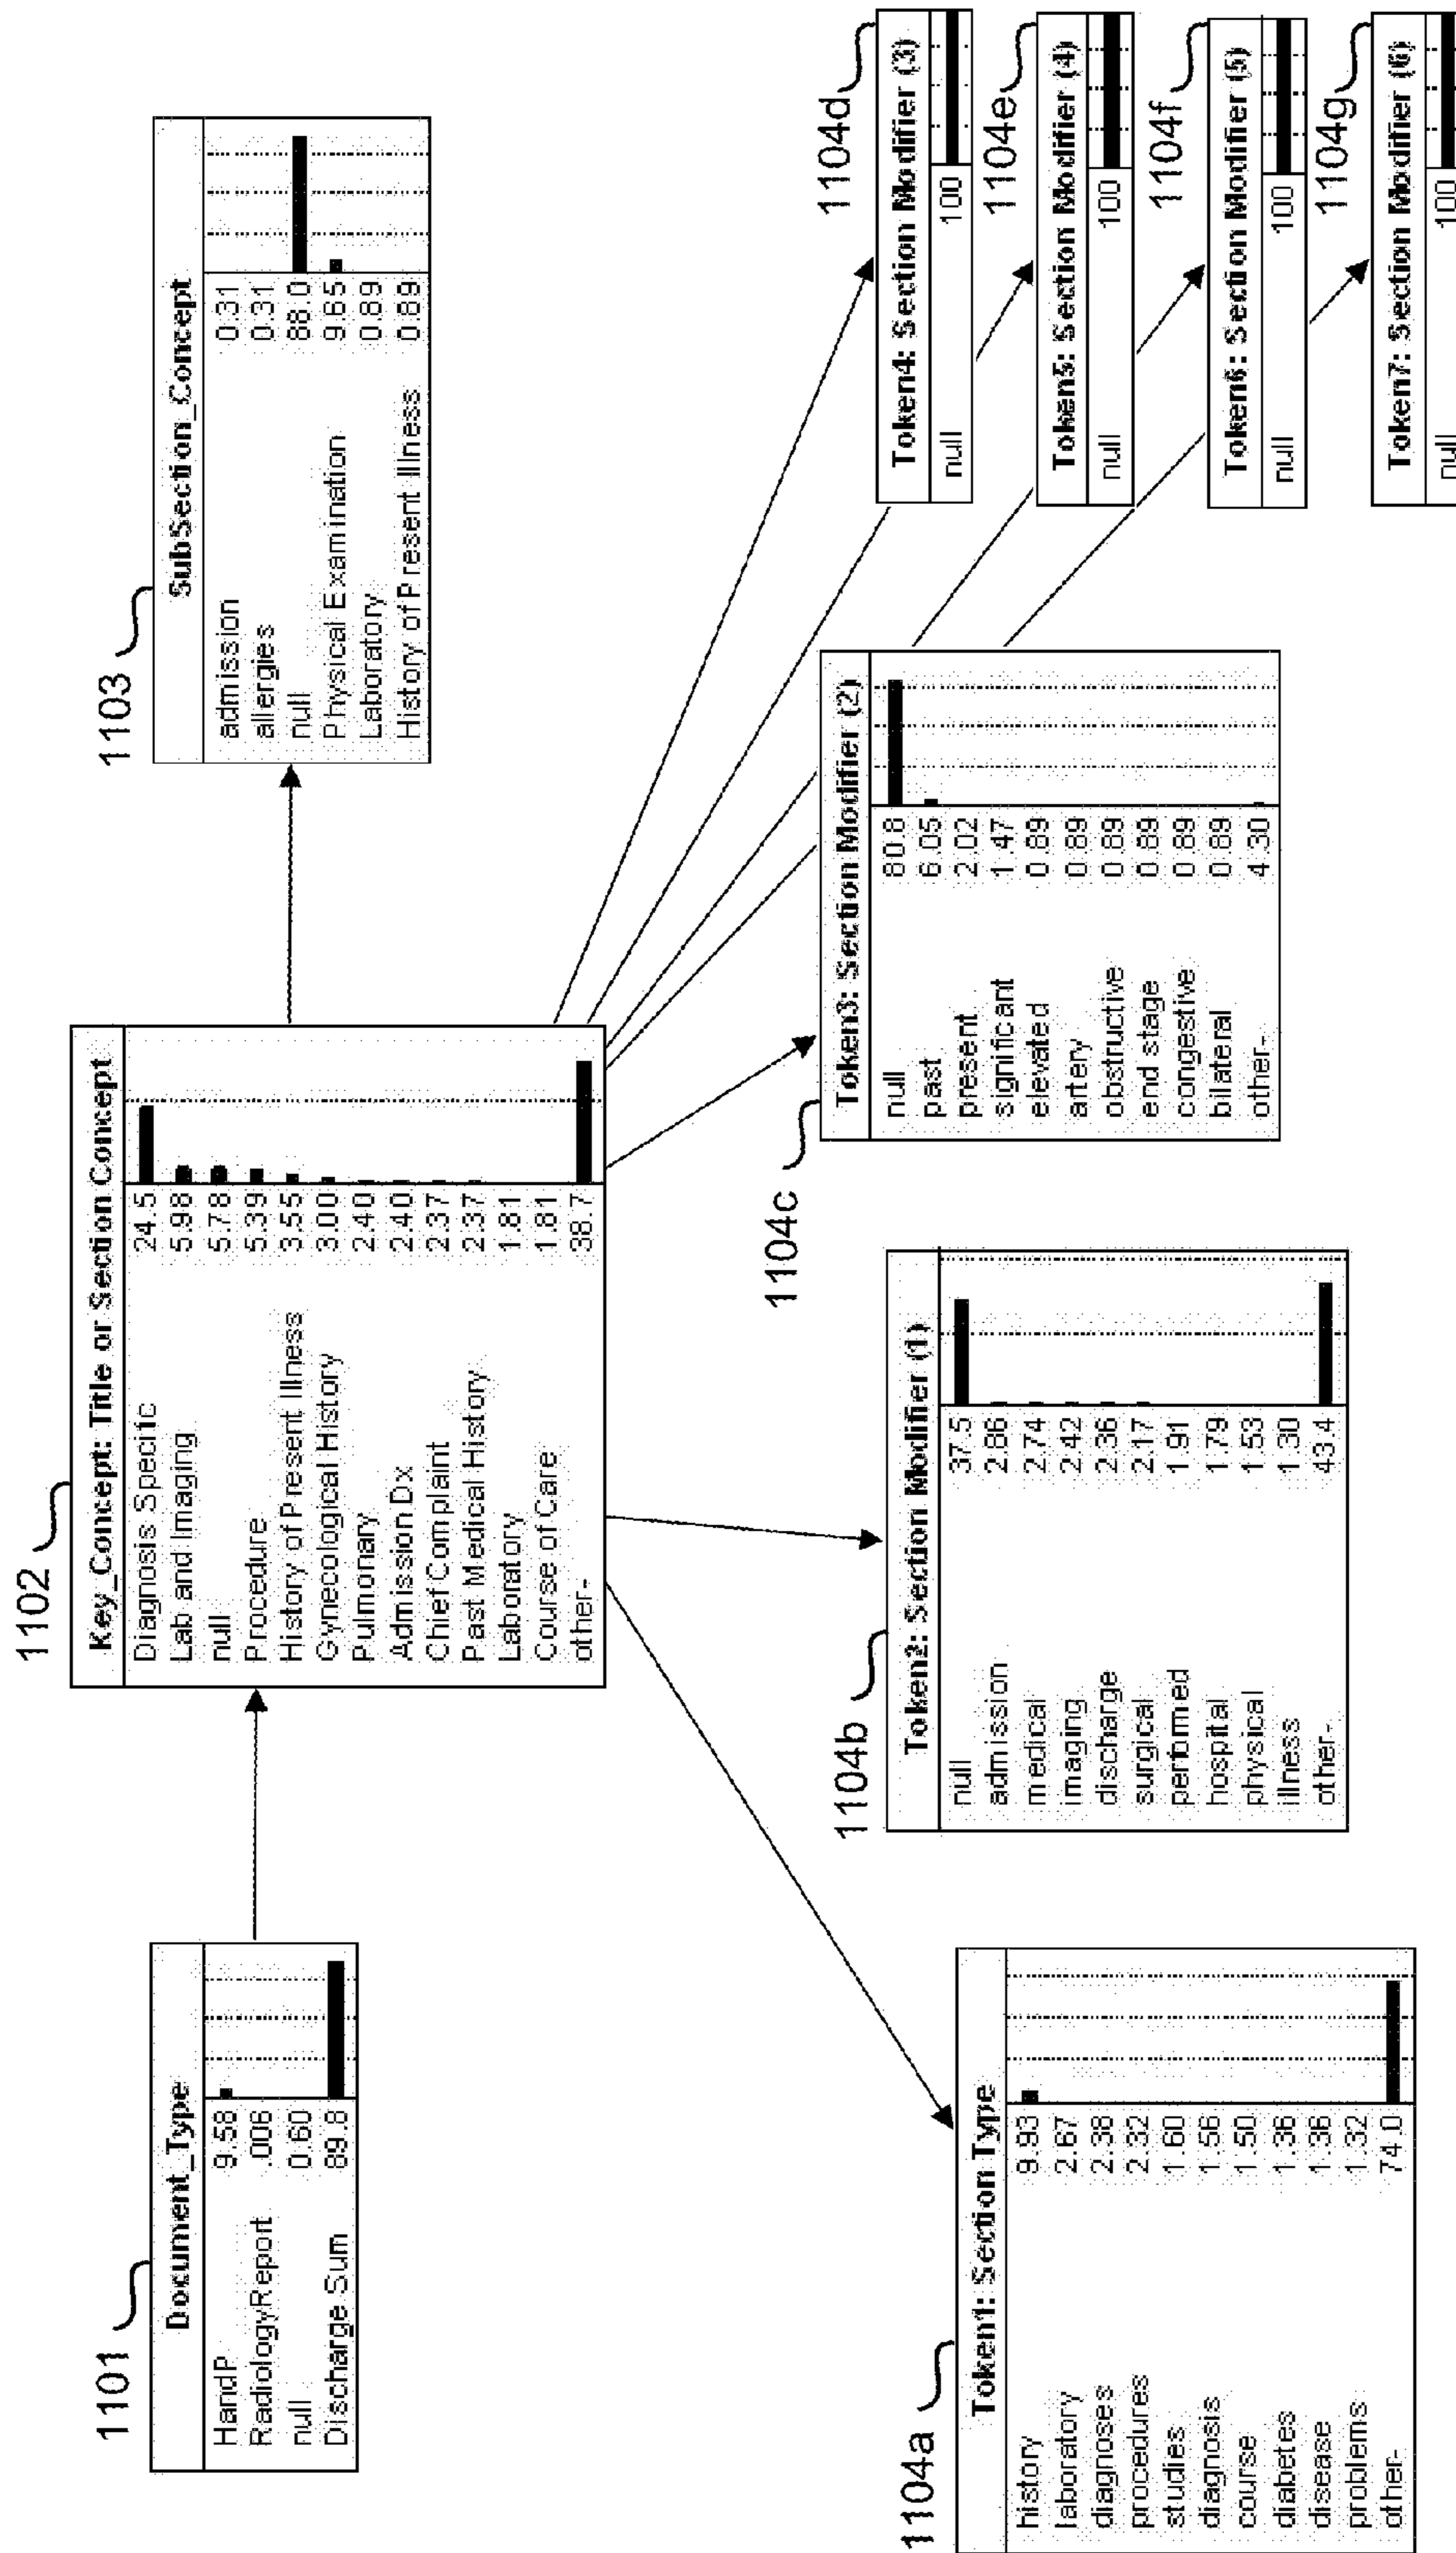 1101
Document_Type
HandP 9.58
RadiologyReport .006
null 0.60
Discharge Sum 89.8
1102
Key_Concept: Title or Section Concept
Diagnosis Specific 24.5
Lab and Imaging 5.98
null 5.78
Procedure 5.39
History of Present Illness 3.55
Gynecological History 3.00
Pulmonary 2.40
Admission Dx 2.40
Chief Complaint 2.37
Past Medical History 2.37
Laboratory 1.81
Course of Care 1.81
other- 38.7
1103
SubSection_Concept
admission 0.31
allergies 0.31
null 88.0
Physical Examination 9.65
Laboratory 0.89
History of Present Illness 0.89
1104a
Token1: Section Type
history 9.93
laboratory 2.67
diagnoses 2.38
procedures 2.32
studies 1.60
diagnosis 1.56
course 1.50
diabetes 1.36
disease 1.36
problems 1.32
other- 74.0
1104b
Token2: Section Modifier (1)
null 37.5
admission 2.86
medical 2.74
imaging 2.42
discharge 2.36
surgical 2.17
performed 1.91
hospital 1.79
physical 1.53
illness 1.30
other- 43.4
1104c
Token3: Section Modifier (2)
null 80.8
past 6.05
present 2.02
significant 1.47
elevated 0.89
artery 0.89
obstructive 0.89
end stage 0.89
congestive 0.89
bilateral 0.89
other- 4.30
1104d
Token4: Section Modifier (3)
null 100
1104e
Token5: Section Modifier (4)
null 100
1104f
Token6: Section Modifier (5)
null 100
1104g
Token7: Section Modifier (6)
null 100